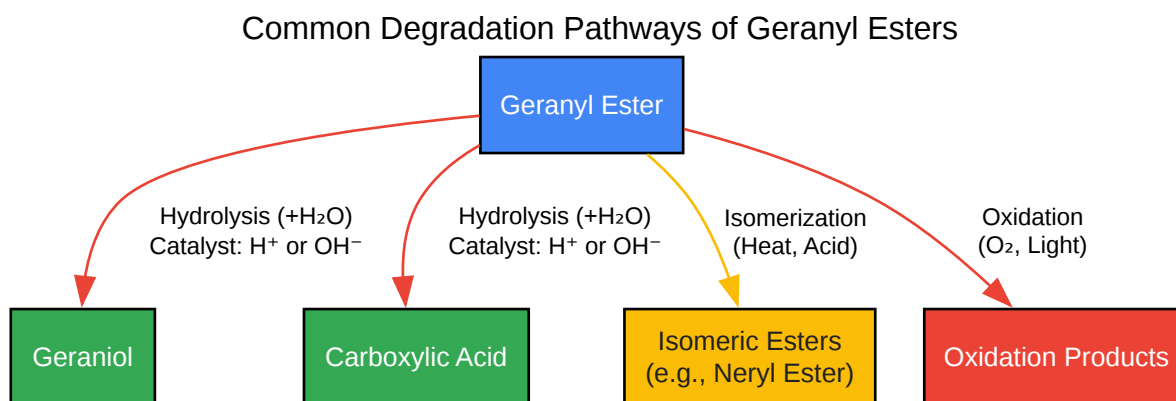 Common Degradation Pathways of Geranyl Esters
Geranyl Ester
Hydrolysis (+H₂O)
Catalyst: H⁺ or OH⁻
Hydrolysis (+H₂O)
Catalyst: H⁺ or OH⁻
Isomerization
(Heat, Acid)
Oxidation
(O₂, Light)
Geraniol
Carboxylic Acid
Isomeric Esters
(e.g., Neryl Ester)
Oxidation Products